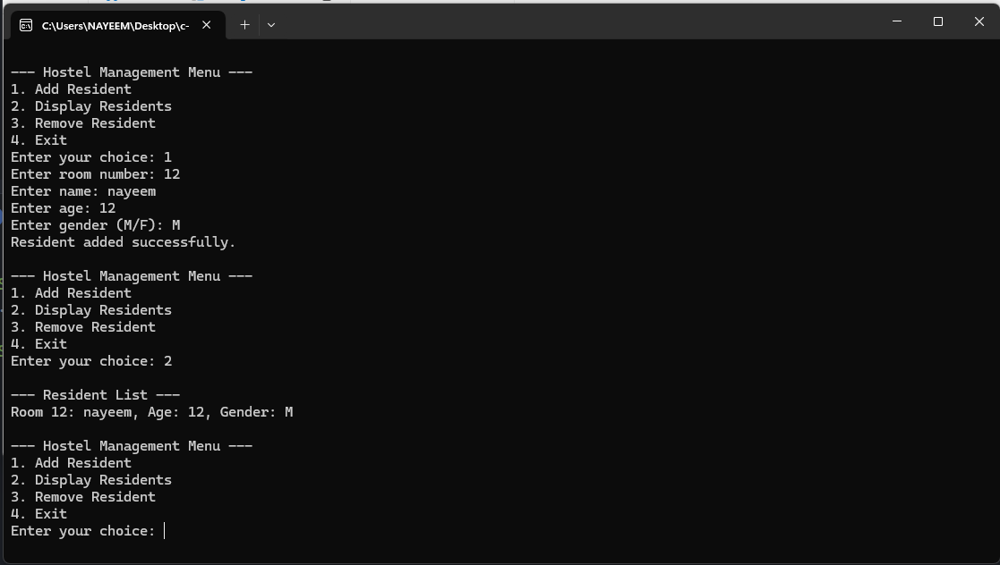 C:\Users\NAYEEM\Desktop\c-
--- Hostel Management Menu ---
1. Add Resident
2. Display Residents
3. Remove Resident
4. Exit
Enter your choice: 1
Enter room number: 12
Enter name: nayeem
Enter age: 12
Enter gender (M/F): M
Resident added successfully.
--- Hostel Management Menu ---
1. Add Resident
2. Display Residents
3. Remove Resident
4. Exit
Enter your choice: 2
--- Resident List ---
Room 12: nayeem, Age: 12, Gender: M
--- Hostel Management Menu ---
1. Add Resident
2. Display Residents
3. Remove Resident
4. Exit
Enter your choice: